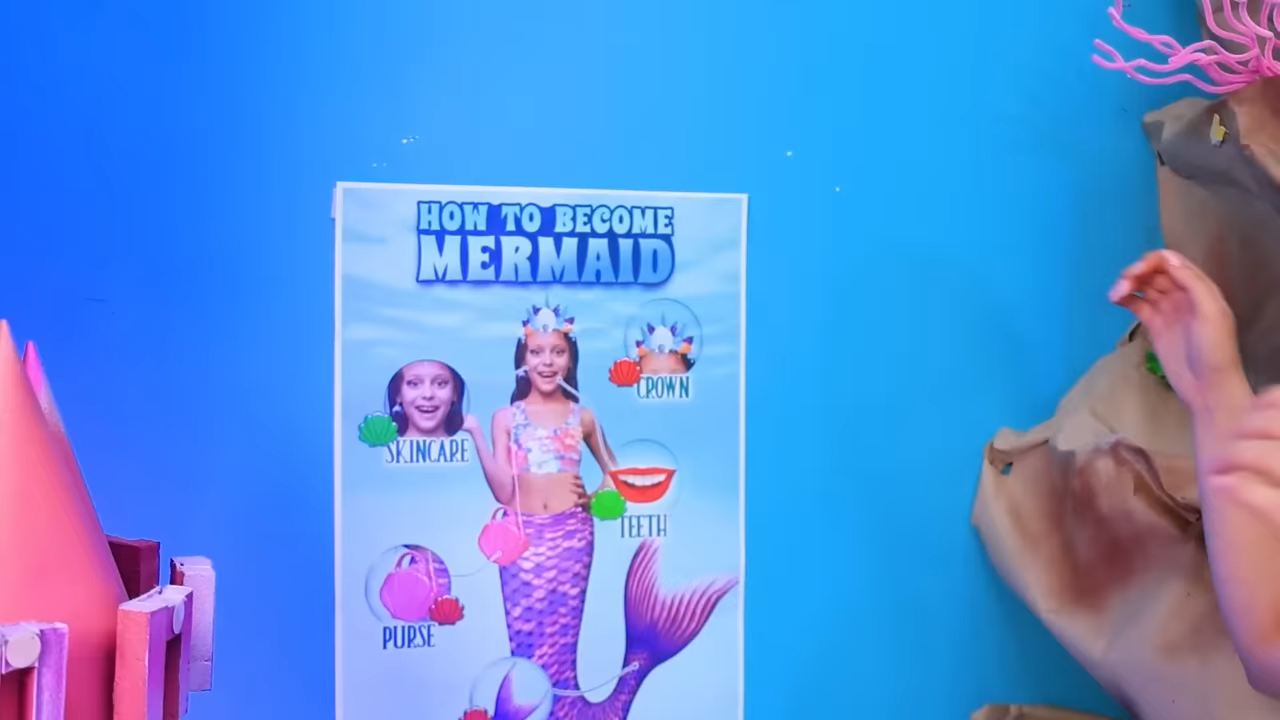 HOW TO BECOME
MERMAID
CROWN
SKINCARE
TEETH
PURSE